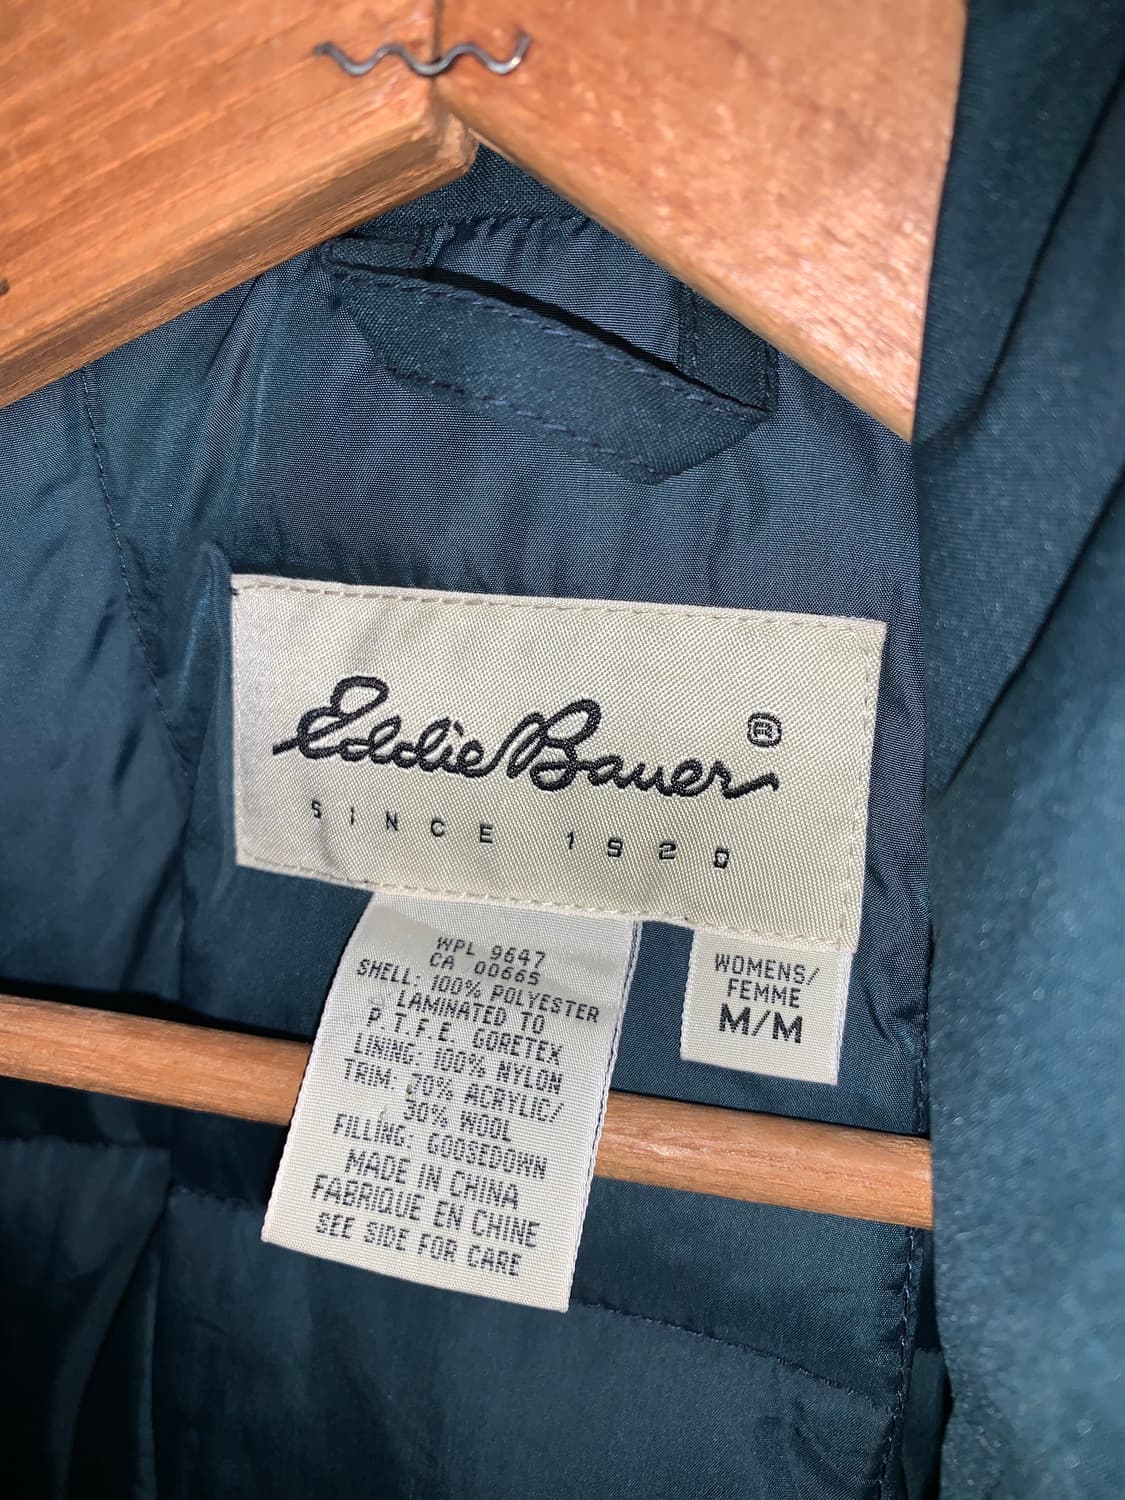 Eddie Bauer®
SINCE 1920
WPL 9647
CA 00665
SHELL: 100% POLYESTER
LAMINATED TO
P.T.F.E. GORETEX
LINING: 100% NYLON
TRIM: 70% ACRYLIC/
30% WOOL
FILLING: GOOSEDOWN
MADE IN CHINA
FABRIQUE EN CHINE
SEE SIDE FOR CARE
WOMENS/
FEMME
M/M